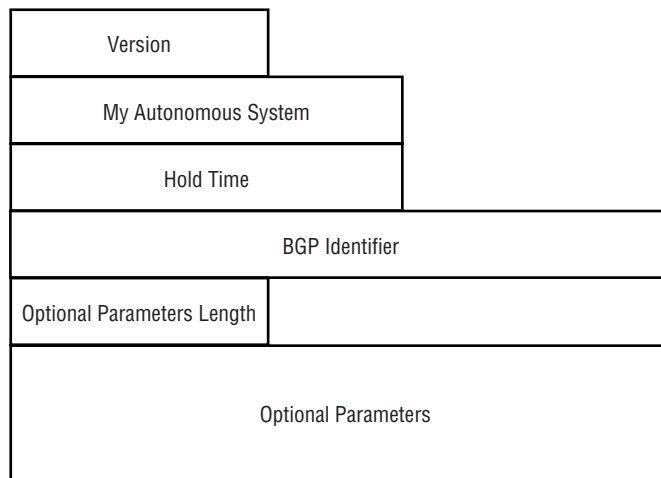 Version
My Autonomous System
Hold Time
BGP Identifier
Optional Parameters Length
Optional Parameters